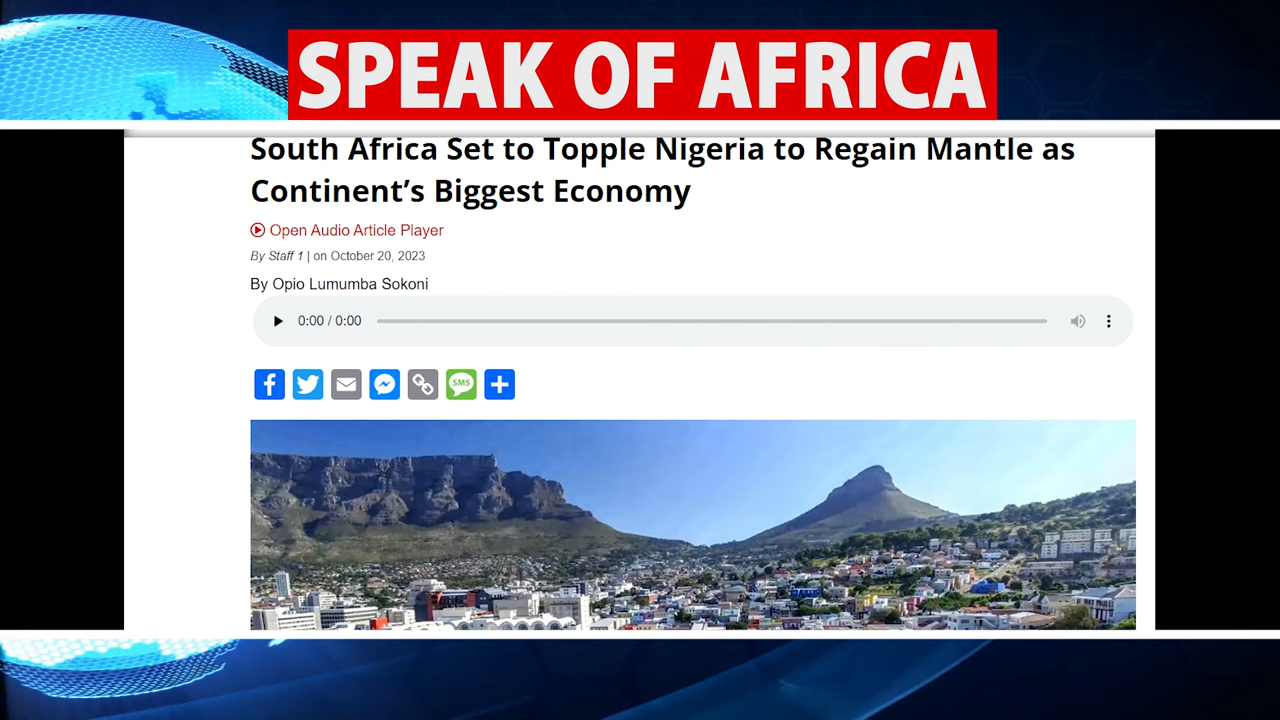 SPEAK OF AFRICA
South Africa Set to Topple Nigeria to Regain Mantle as
Continent’s Biggest Economy
Open Audio Article Player
By Staff 1 | on October 20, 2023
By Opio Lumumba Sokoni
0:00 / 0:00
SMS